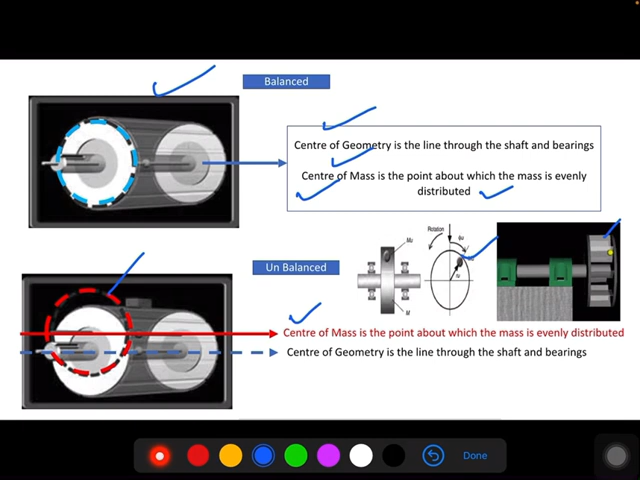 Balanced
Centre of Geometry is the line through the shaft and bearings
Centre of Mass is the point about which the mass is evenly
distributed
Un Balanced
Rotation
Mu
M
Centre of Mass is the point about which the mass is evenly distributed
Centre of Geometry is the line through the shaft and bearings
Done